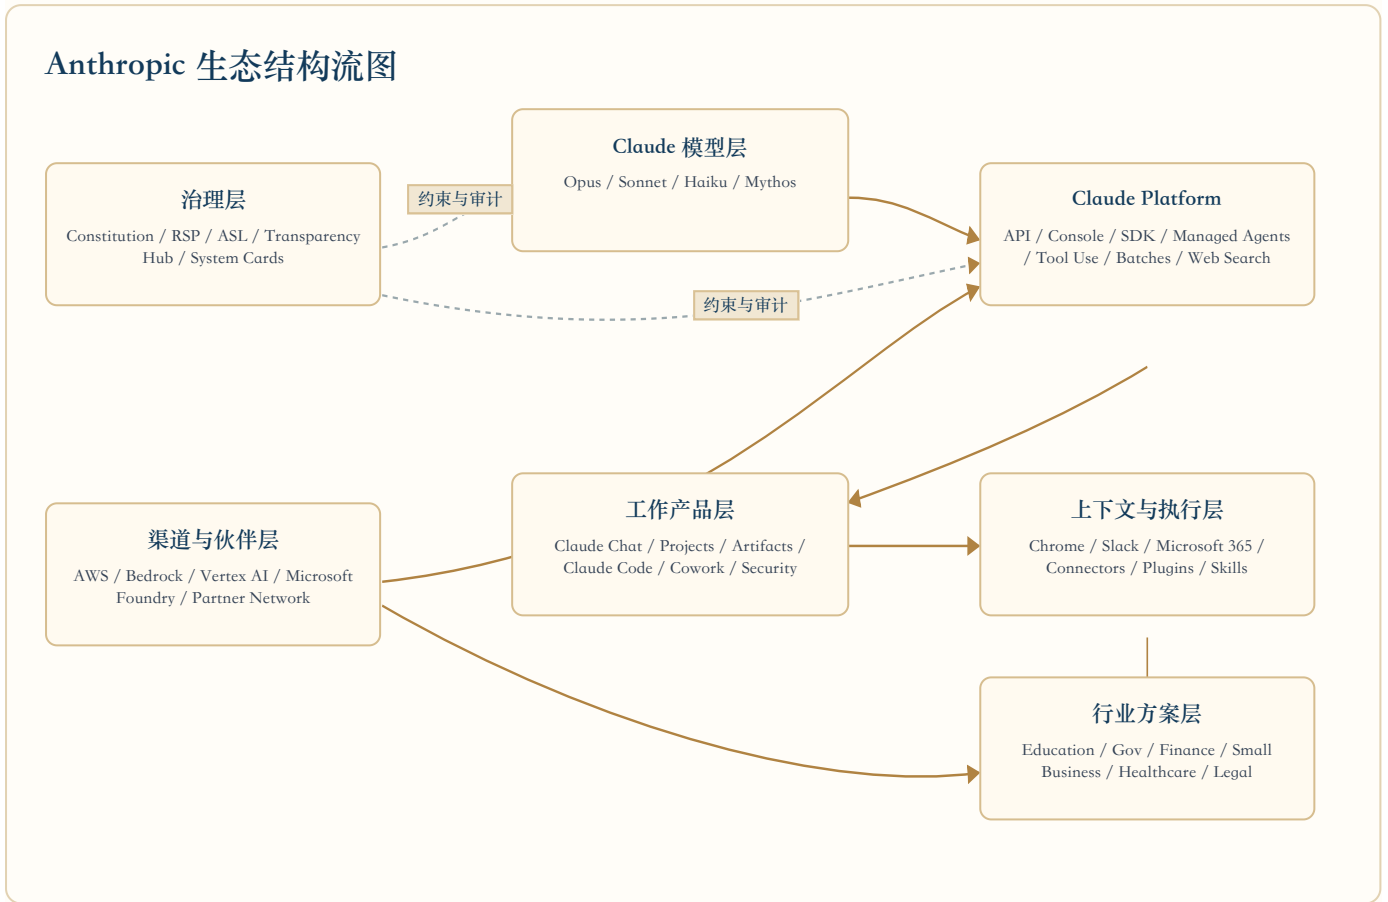 Anthropic 生态结构流图
Claude 模型层
Opus / Sonnet / Haiku / Mythos
治理层
Constitution / RSP / ASL / Transparency
Hub / System Cards
约束与审计
Claude Platform
API / Console / SDK / Managed Agents
/ Tool Use / Batches / Web Search
约束与审计
渠道与伙伴层
AWS / Bedrock / Vertex AI / Microsoft
Foundry / Partner Network
工作产品层
Claude Chat / Projects / Artifacts /
Claude Code / Cowork / Security
上下文与执行层
Chrome / Slack / Microsoft 365 /
Connectors / Plugins / Skills
行业方案层
Education / Gov / Finance / Small
Business / Healthcare / Legal